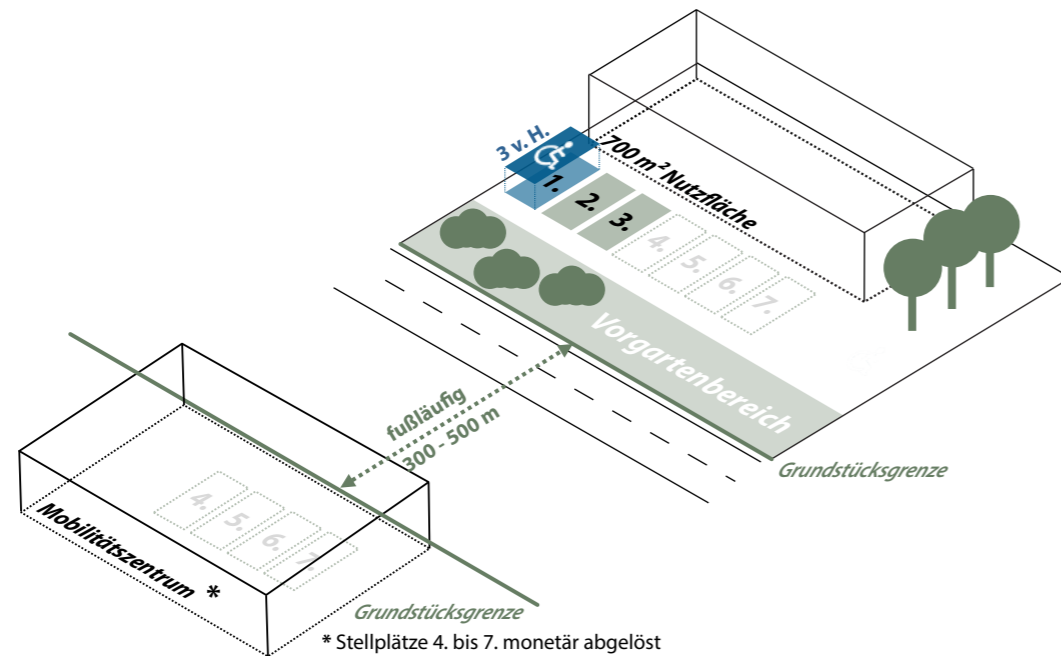 3 v. H.
700 m² Nutzfläche
1.
2.
3.
4.
5.
6.
7.
Vorgartenbereich
fußläufig
300 - 500 m
Grundstücksgrenze
4.
5.
6.
7.
Mobilitätszentrum *
Grundstücksgrenze
* Stellplätze 4. bis 7. monetär abgelöst